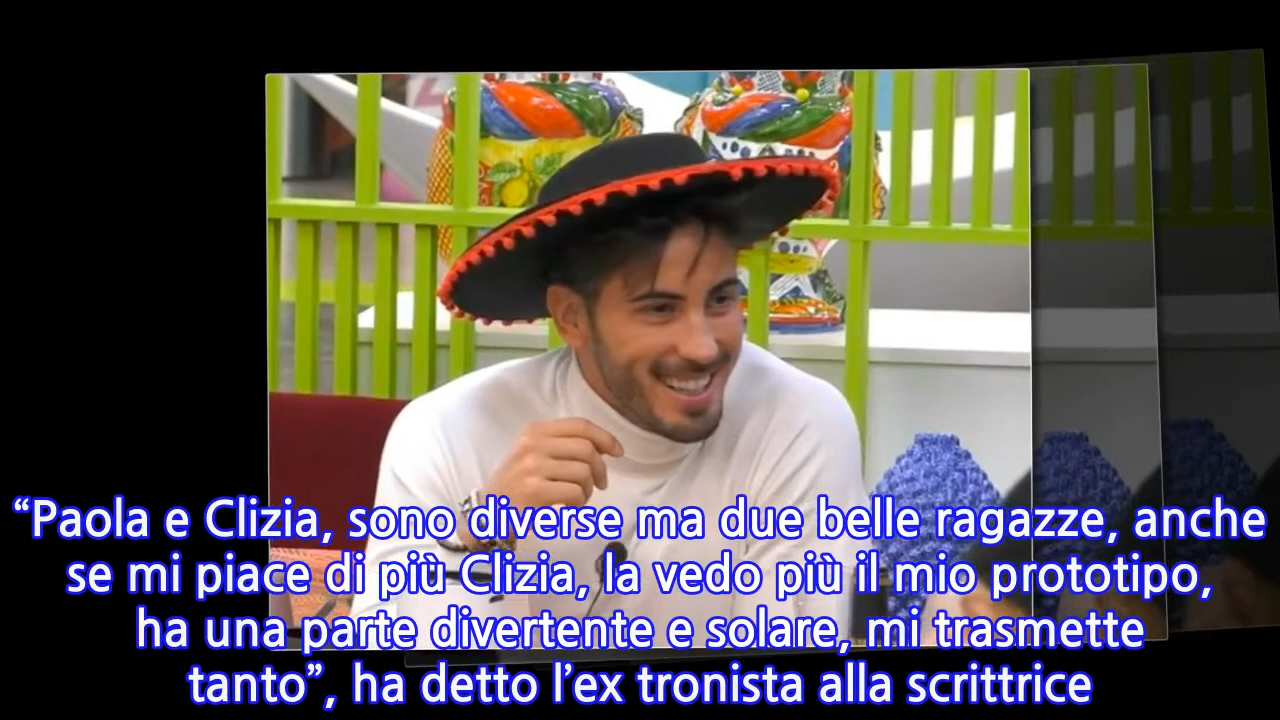 “Paola e Clizia, sono diverse ma due belle ragazze, anche
se mi piace di più Clizia, la vedo più il mio prototipo,
ha una parte divertente e solare, mi trasmette
tanto”, ha detto l’ex tronista alla scrittrice